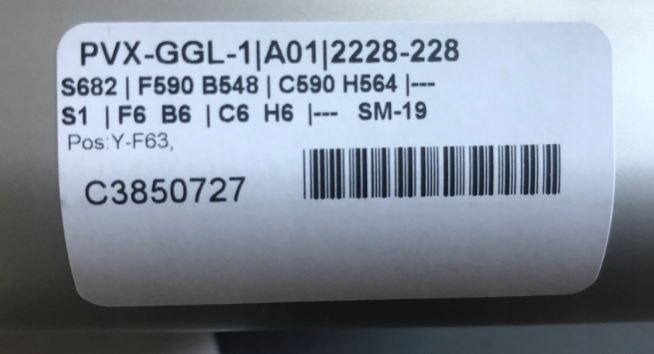 PVX-GGL-1|A01|2228-228
S682 | F590 B548 | C590 H564 |---
S1 | F6 B6 | C6 H6 |--- SM-19
Pos:Y-F63,
C3850727